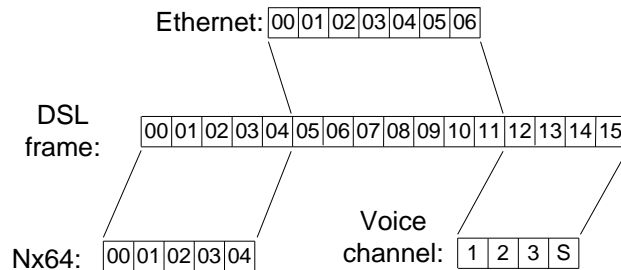 Ethernet: 00 01 02 03 04 05 06
DSL
frame: 00 01 02 03 04 05 06 07 08 09 10 11 12 13 14 15
Voice
Nx64: 00 01 02 03 04 channel: 1 2 3 S